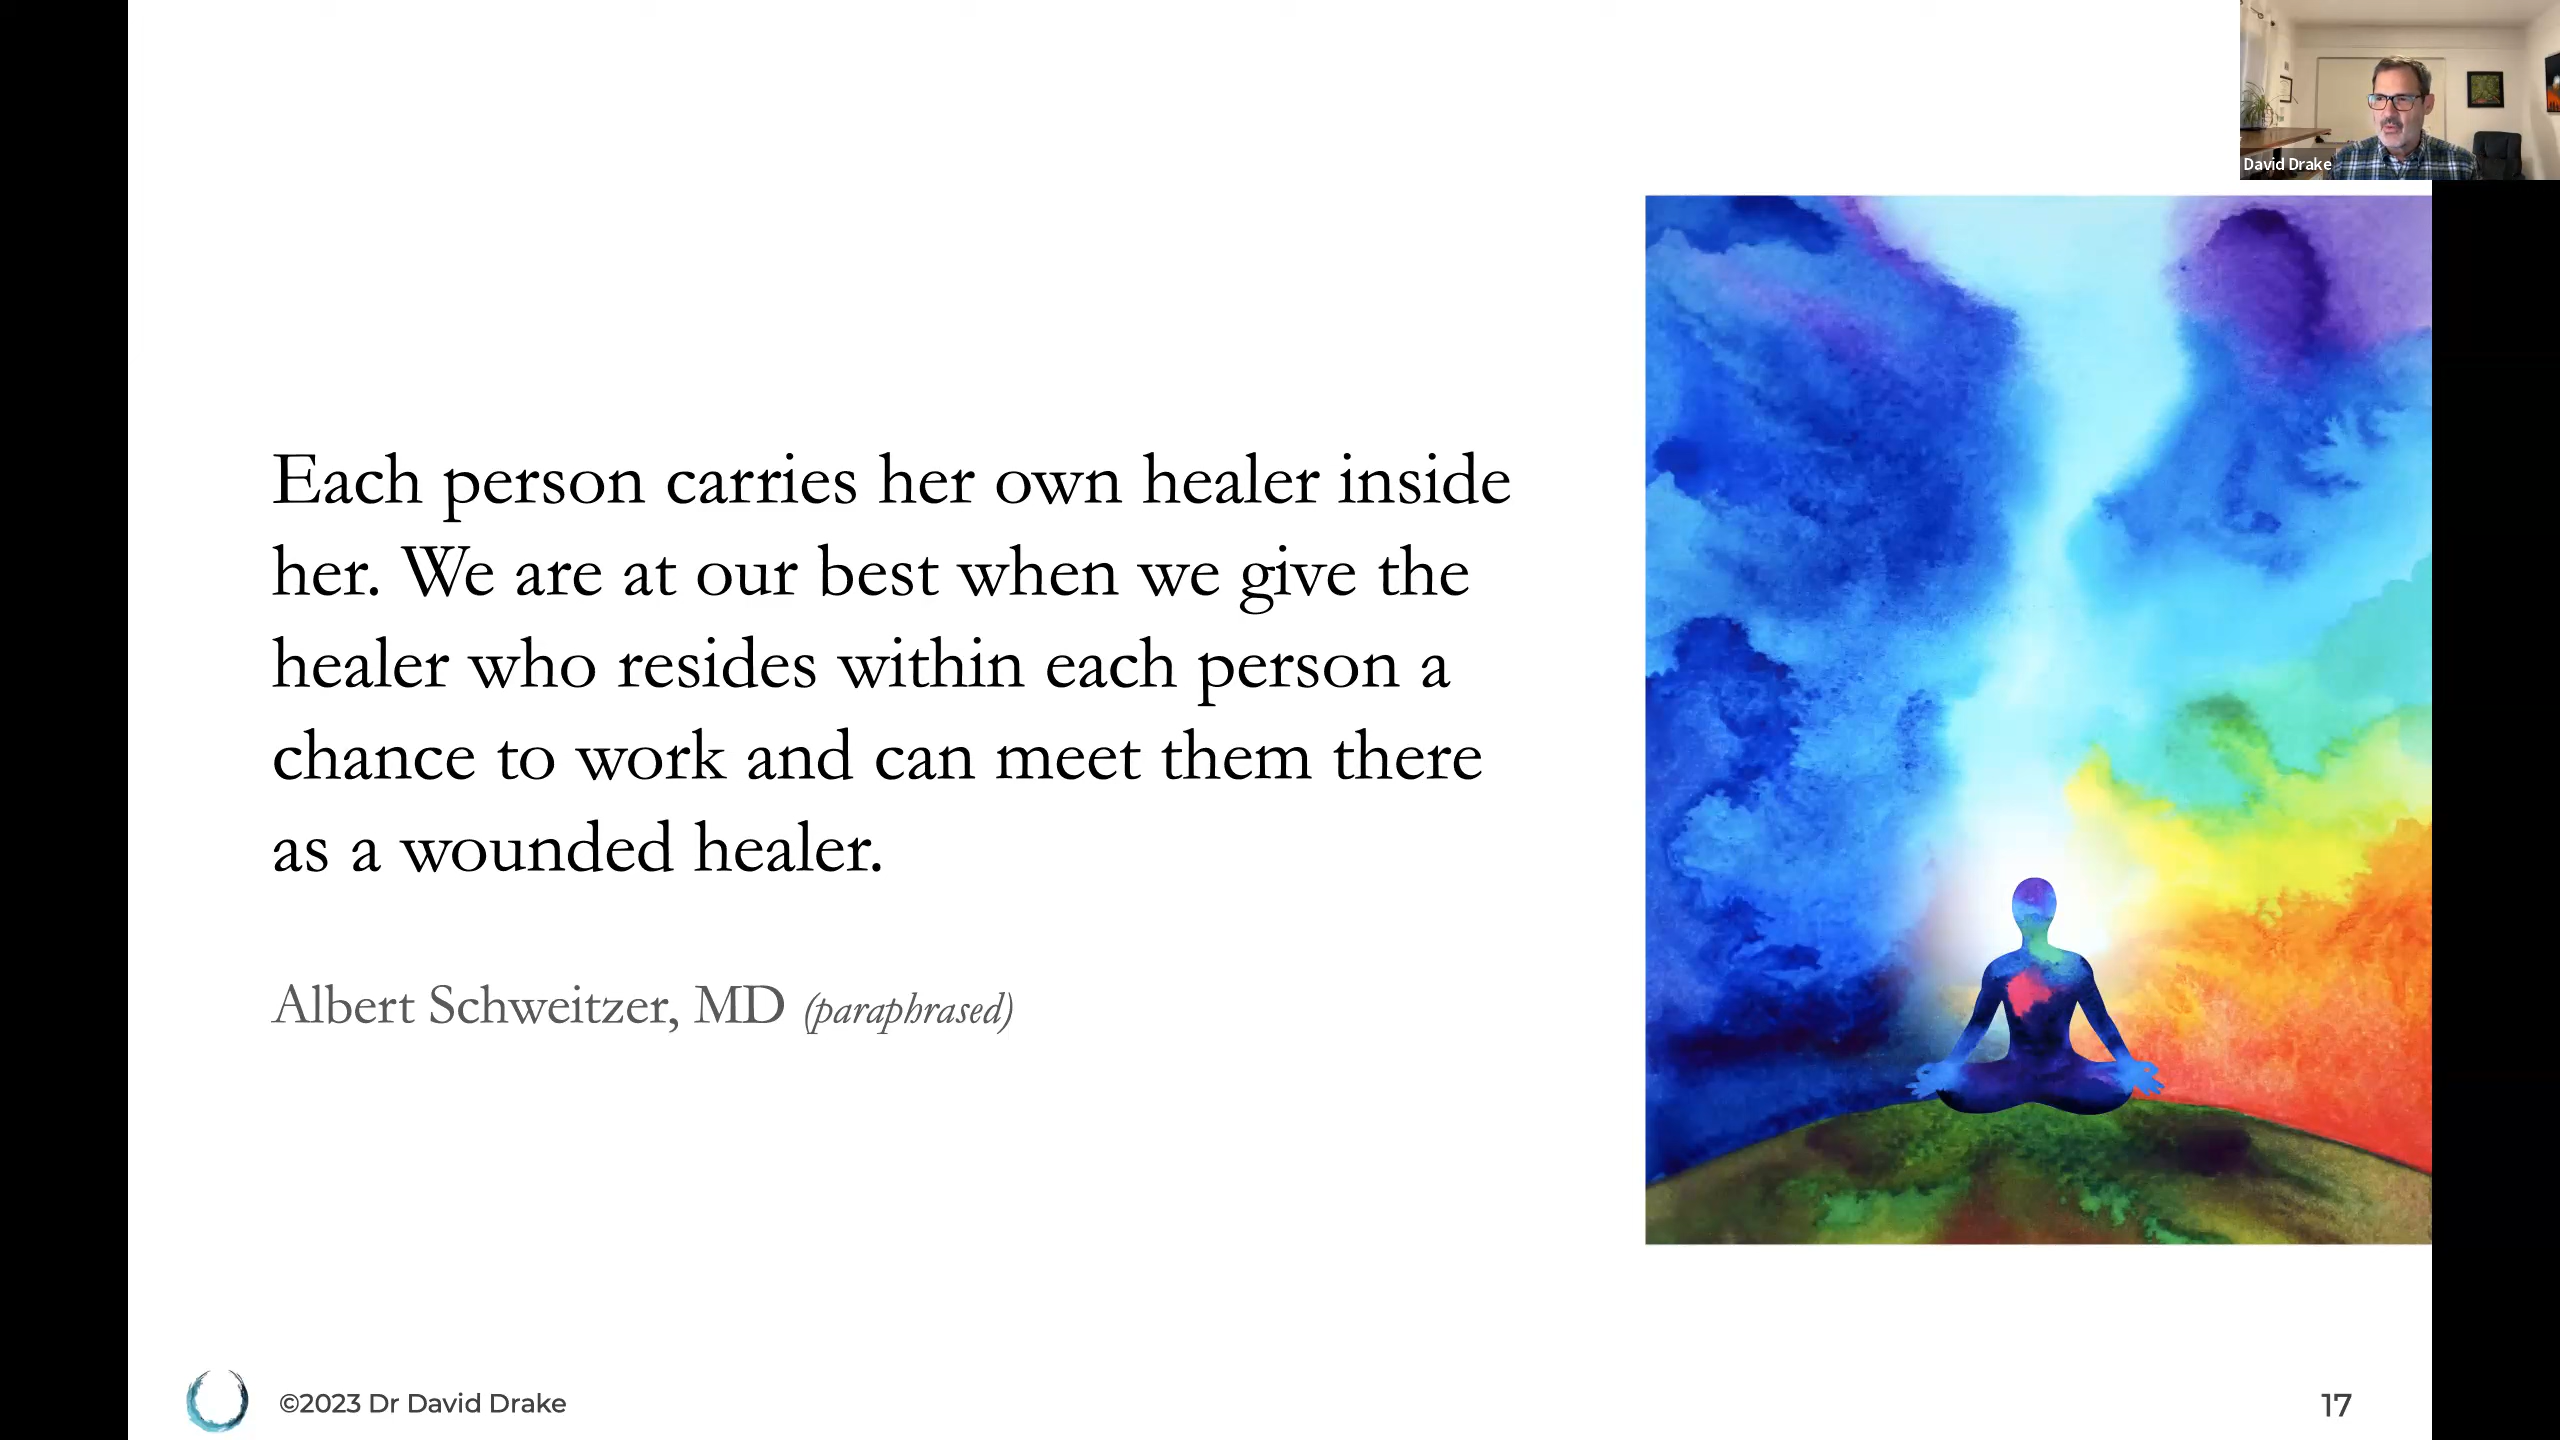 David Drake
Each person carries her own healer inside
her. We are at our best when we give the
healer who resides within each person a
chance to work and can meet them there
as a wounded healer.
Albert Schweitzer, MD (paraphrased)
©2023 Dr David Drake
17